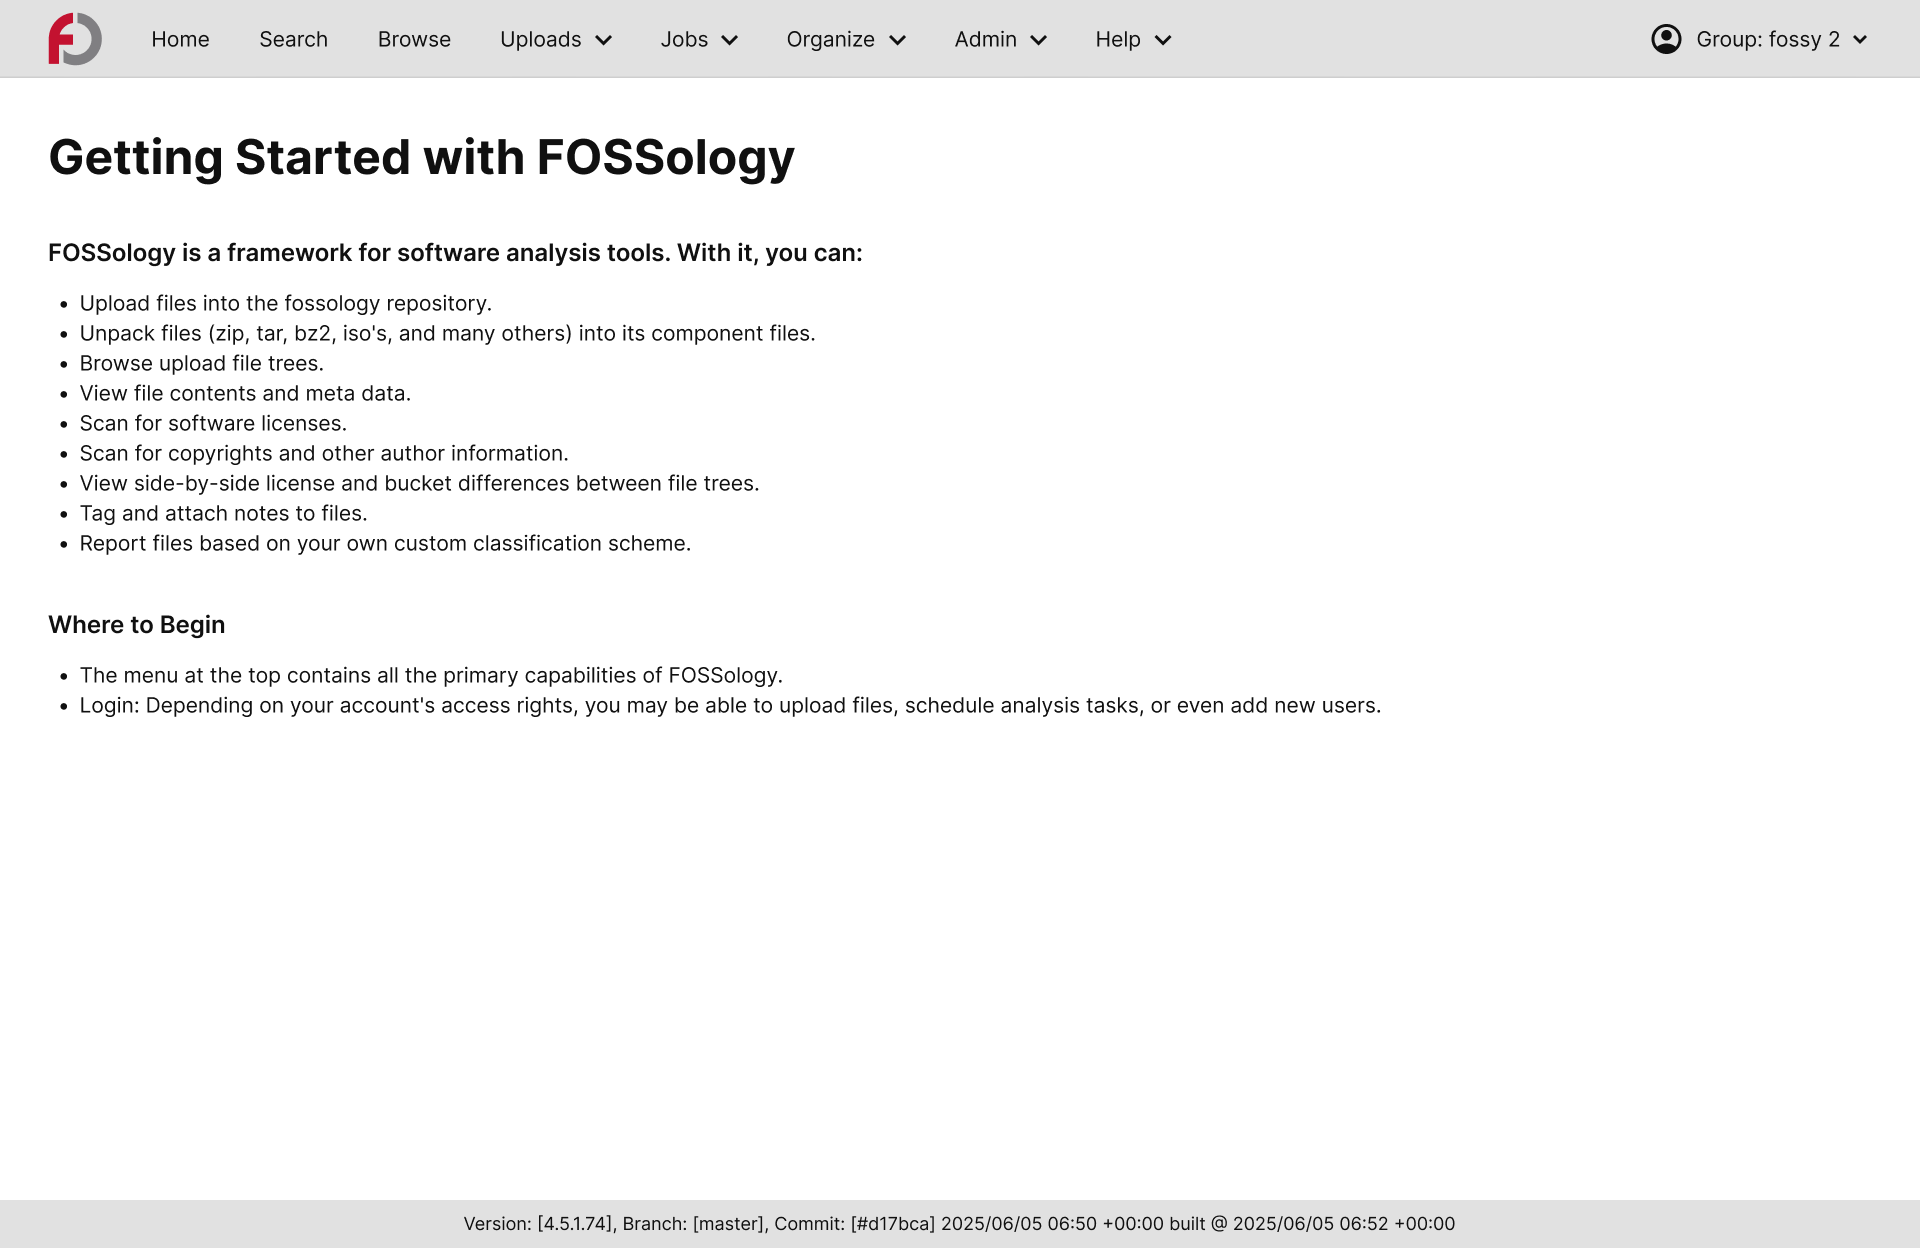 Home Search Browse Uploads Jobs Organize Admin Help Group: fossy 2
Getting Started with FOSSology
FOSSology is a framework for software analysis tools. With it, you can:
• Upload files into the fossology repository.
• Unpack files (zip, tar, bz2, iso's, and many others) into its component files.
• Browse upload file trees.
• View file contents and meta data.
• Scan for software licenses.
• Scan for copyrights and other author information.
• View side-by-side license and bucket differences between file trees.
• Tag and attach notes to files.
• Report files based on your own custom classification scheme.
Where to Begin
• The menu at the top contains all the primary capabilities of FOSSology.
• Login: Depending on your account's access rights, you may be able to upload files, schedule analysis tasks, or even add new users.
Version: [4.5.1.74], Branch: [master], Commit: [#d17bca] 2025/06/05 06:50 +00:00 built @ 2025/06/05 06:52 +00:00